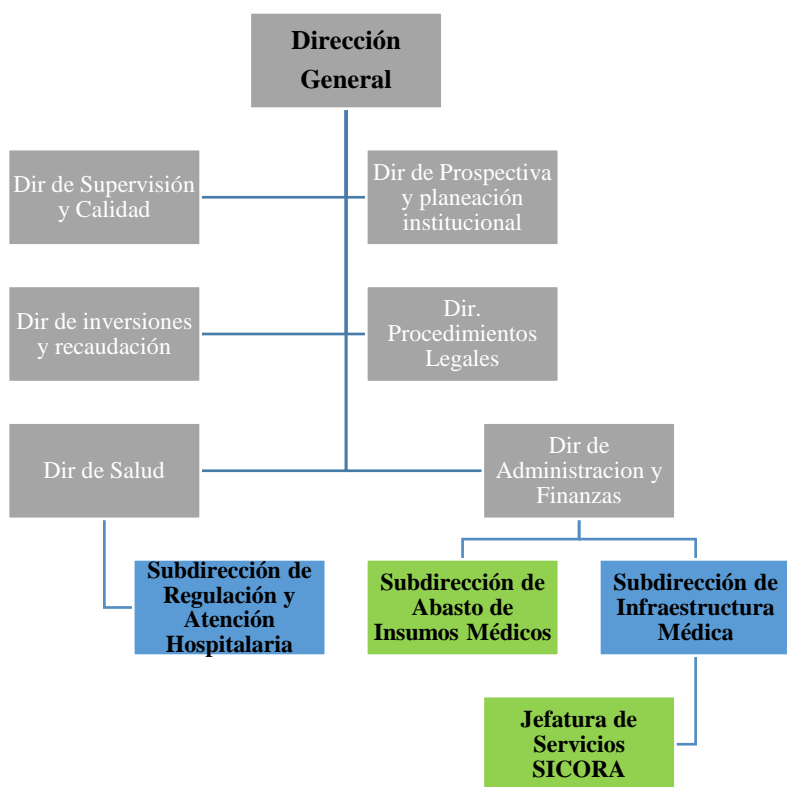 Dirección
General
Dir de Supervisión
y Calidad
Dir de Prospectiva
y planeación
institucional
Dir de inversiones
y recaudación
Dir.
Procedimientos
Legales
Dir de Salud
Dir de
Administracion y
Finanzas
Subdirección de
Regulación y
Atención
Hospitalaria
Subdirección de
Abasto de
Insumos Médicos
Subdirección de
Infraestructura
Médica
Jefatura de
Servicios
SICORA